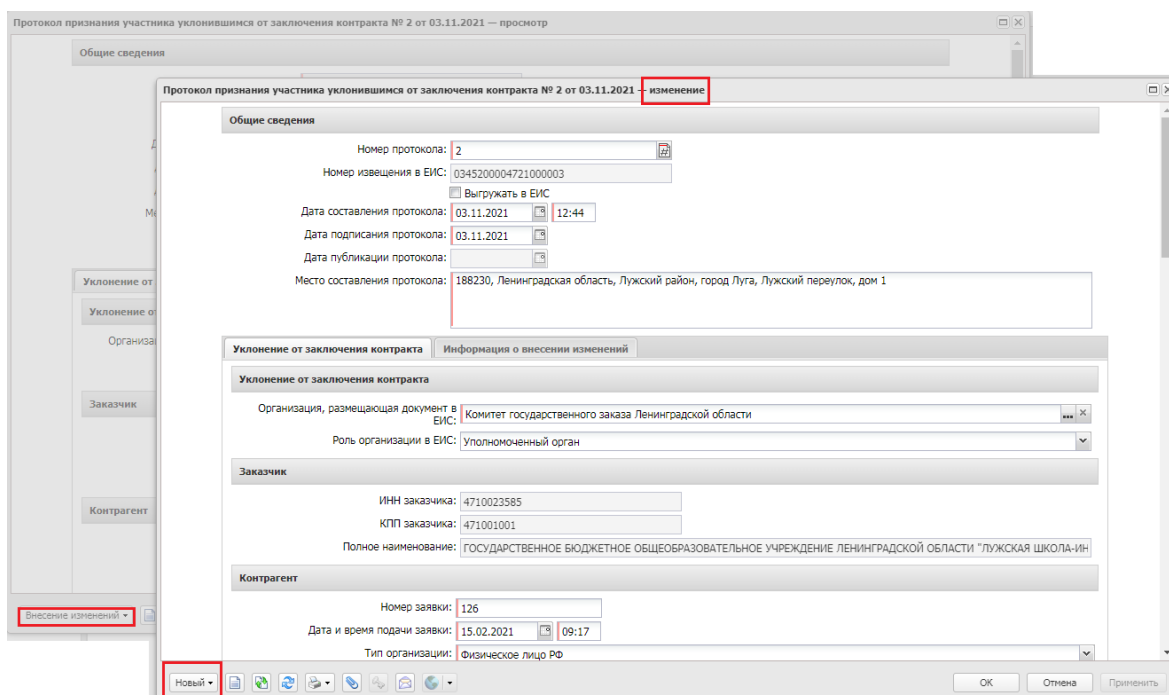 Протокол признания участника уклонившимся от заключения контракта № 2 от 03.11.2021 — просмотр
Общие сведения
Протокол признания участника уклонившимся от заключения контракта № 2 от 03.11.2021 — изменение
Общие сведения
Номер протокола: 2
Номер извещения в ЕИС: 0345200004721000003
Выгружать в ЕИС
Дата составления протокола: 03.11.2021 12:44
Дата подписания протокола: 03.11.2021
Дата публикации протокола:
Место составления протокола: 188230, Ленинградская область, Лужский район, город Луга, Лужский переулок, дом 1
Уклонение от
Уклонение от заключения контракта Информация о внесении изменений
Уклонение о
Уклонение от заключения контракта
Организа
Организация, размещающая документ в
ЕИС: Комитет государственного заказа Ленинградской области
Роль организации в ЕИС: Уполномоченный орган
Заказчик
Заказчик
ИНН заказчика: 4710023585
КПП заказчика: 471001001
Контрагент
Полное наименование: ГОСУДАРСТВЕННОЕ БЮДЖЕТНОЕ ОБЩЕОБРАЗОВАТЕЛЬНОЕ УЧРЕЖДЕНИЕ ЛЕНИНГРАДСКОЙ ОБЛАСТИ "ЛУЖСКАЯ ШКОЛА-ИН
Контрагент
Номер заявки: 126
Внесение изменений
Дата и время подачи заявки: 15.02.2021 09:17
Тип организации: Физическое лицо РФ
Новый
ОК Отмена Применить